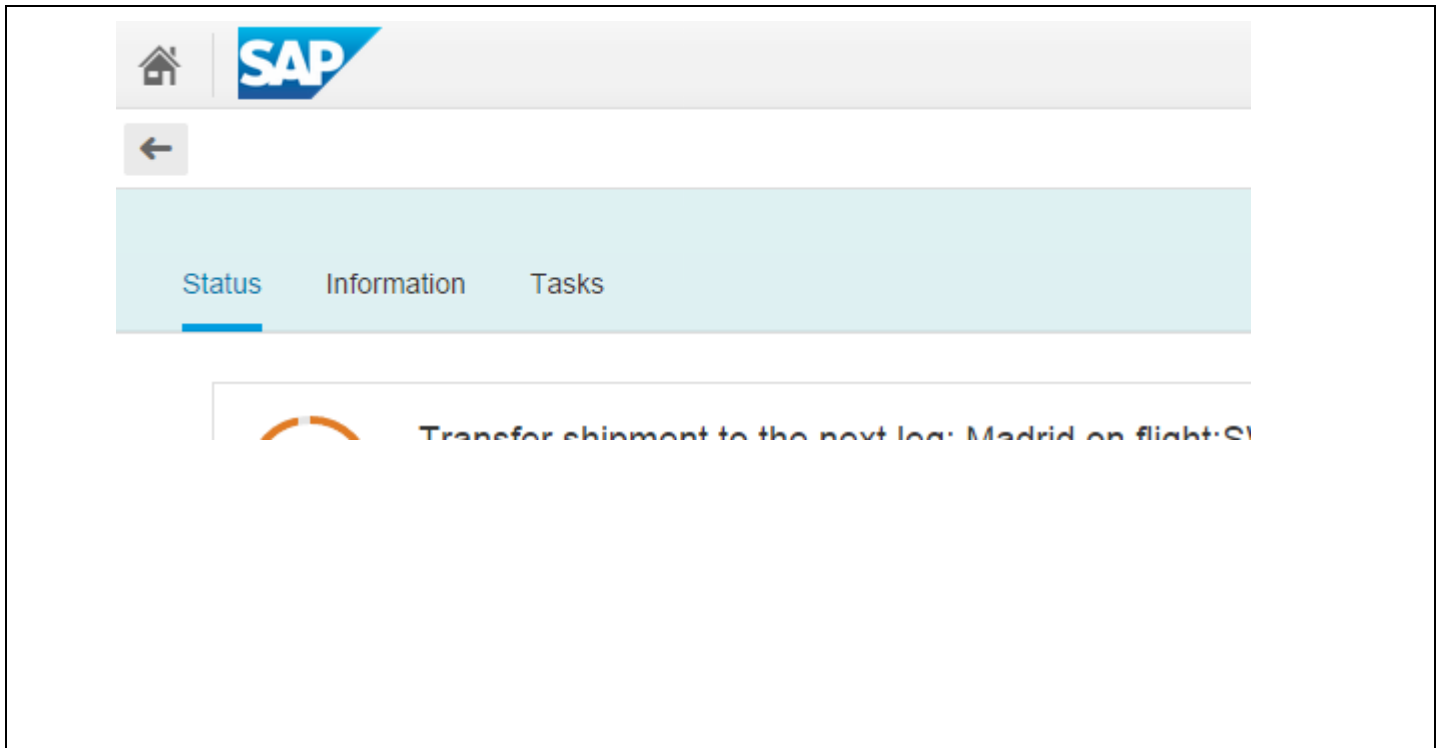 SAP
Status Information Tasks
Transfer shipment to the next leg: Madrid on flight: